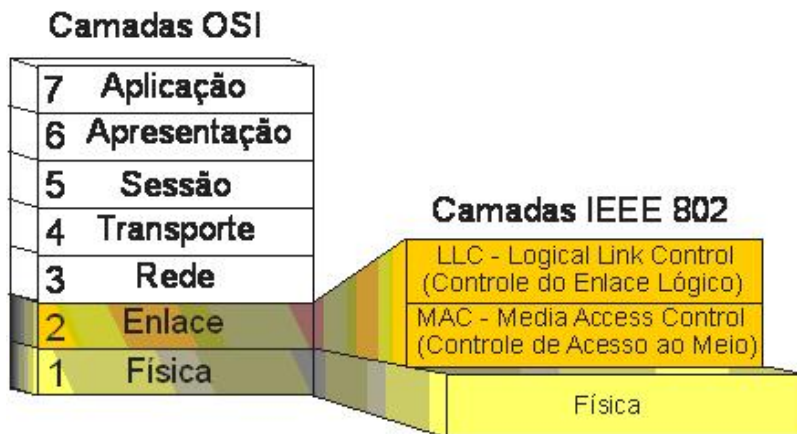 Camadas OSI
7 Aplicação
6 Apresentação
5 Sessão
4 Transporte
3 Rede
2 Enlace
1 Física
Camadas IEEE 802
LLC - Logical Link Control
(Controle do Enlace Lógico)
MAC - Media Access Control
(Controle de Acesso ao Meio)
Física